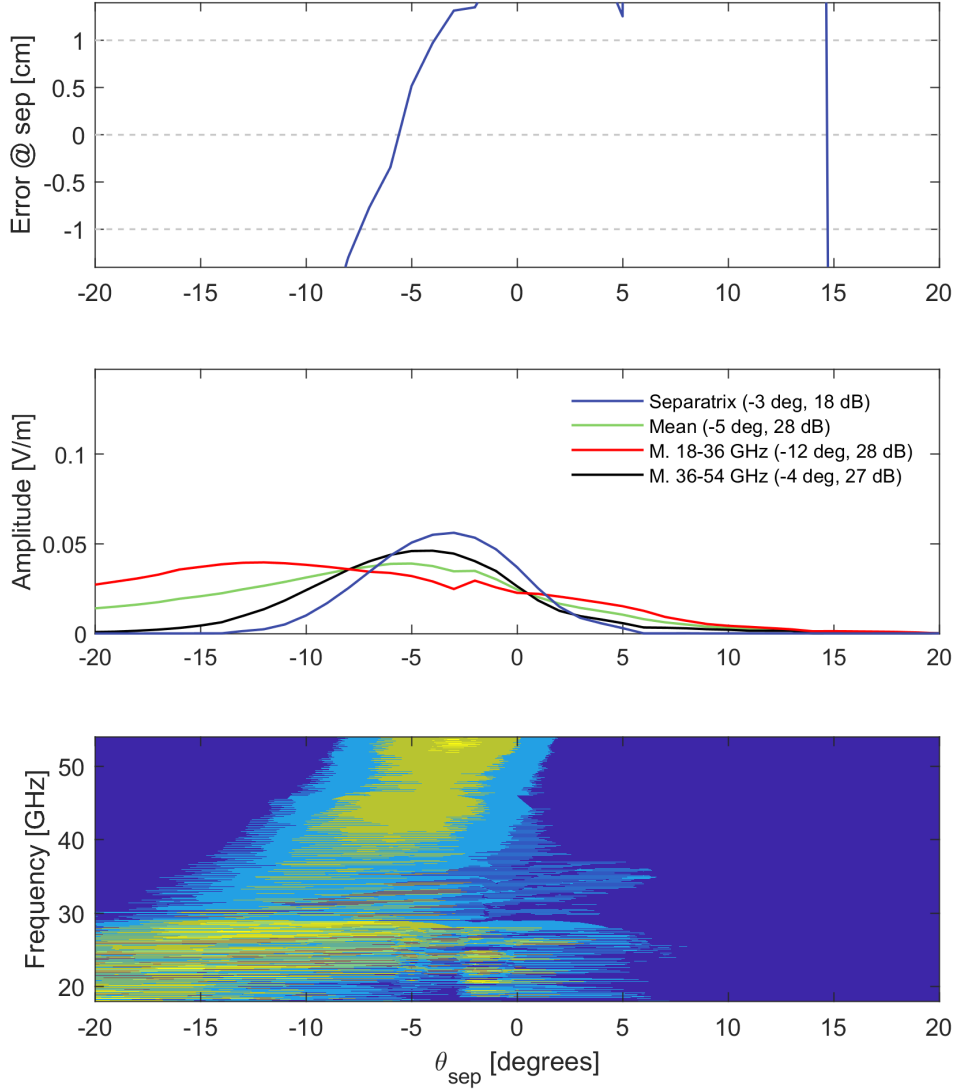 Error @ sep [cm]
1
0.5
0
-0.5
-1
-20 -15 -10 -5 0 5 10 15 20
Amplitude [V/m]
0.1
0.05
0
Separatrix (-3 deg, 18 dB)
Mean (-5 deg, 28 dB)
M. 18-36 GHz (-12 deg, 28 dB)
M. 36-54 GHz (-4 deg, 27 dB)
-20 -15 -10 -5 0 5 10 15 20
Frequency [GHz]
50
40
30
20
-20 -15 -10 -5 0 5 10 15 20
θsep [degrees]